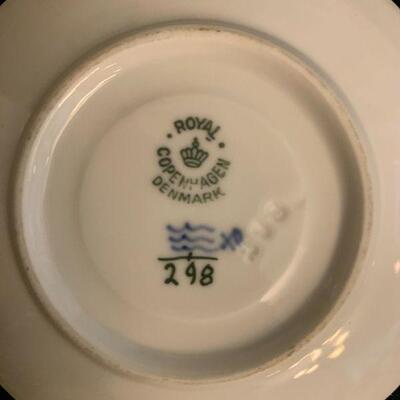 ROYAL
COPENHAGEN
DENMARK
298